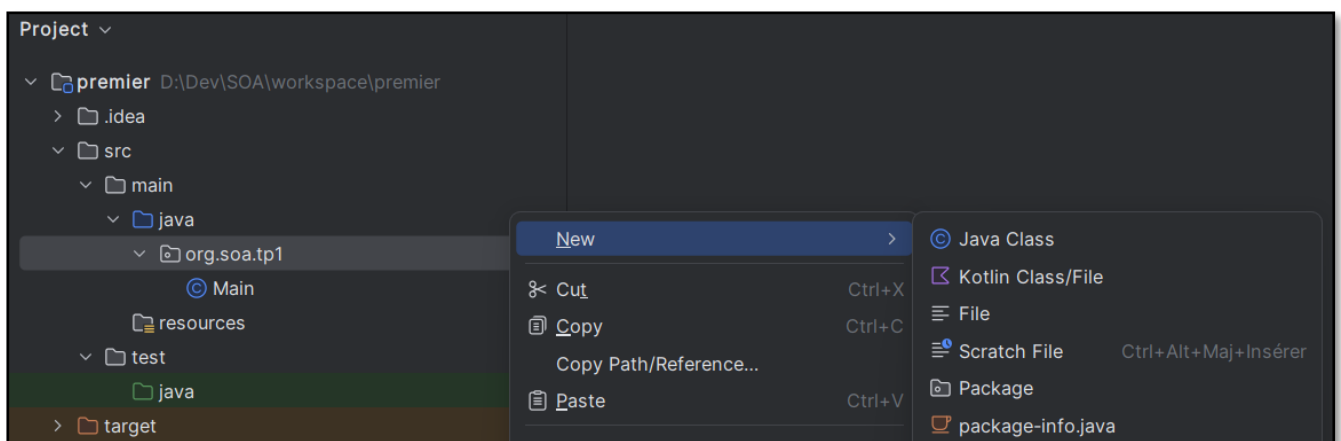 Project
premier D:\Dev\SOA\workspace\premier
.idea
src
main
java
org.soa.tp1
Main
resources
test
java
target
New
Cut Ctrl+X
Copy Ctrl+C
Copy Path/Reference...
Paste Ctrl+V
Java Class
Kotlin Class/File
File
Scratch File Ctrl+Alt+Maj+Insérer
Package
package-info.java